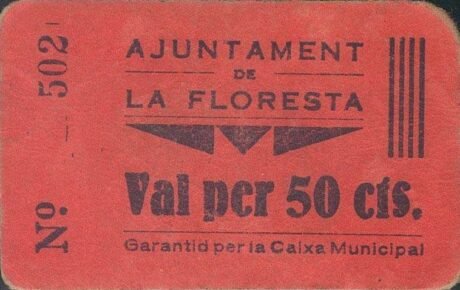 AJUNTAMENT
DE
LA FLORESTA
Val per 50 cts.
Garantid per la Caixa Municipal
Nº - 502